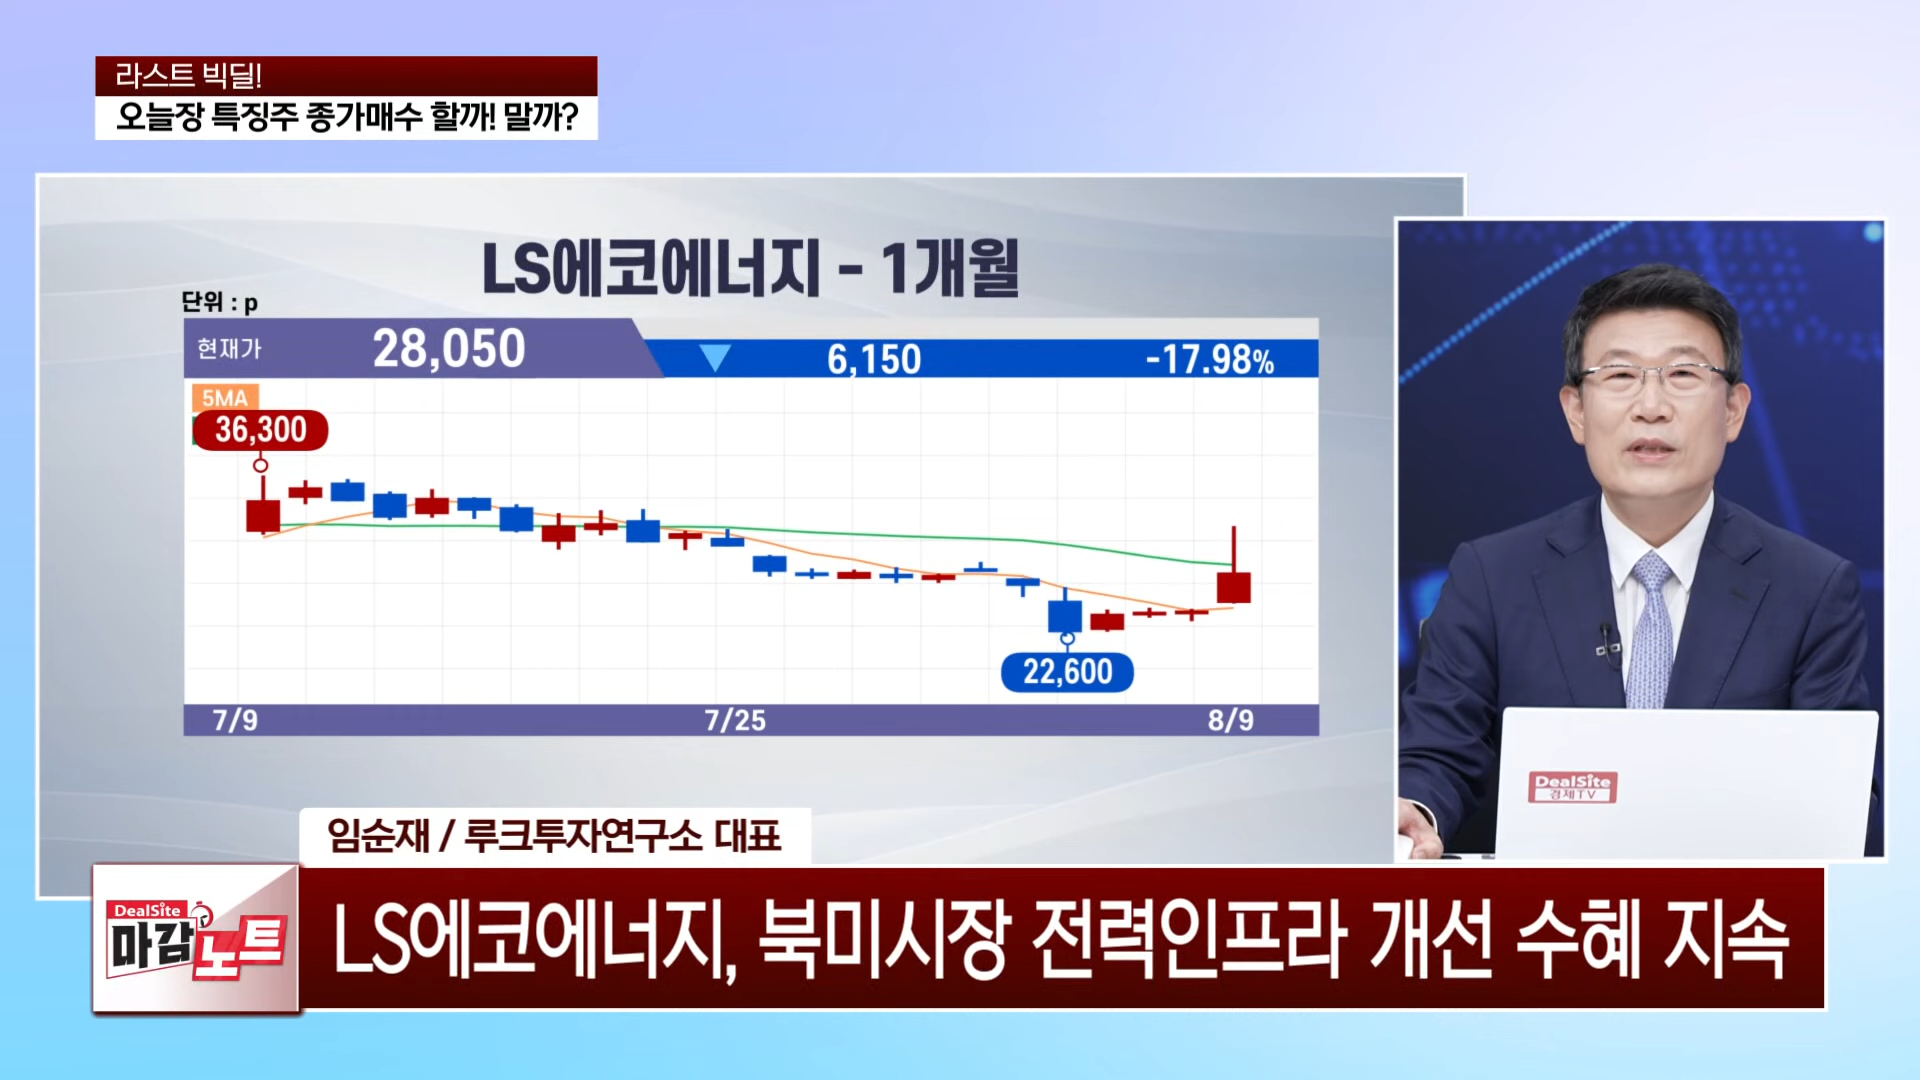 라스트 빅딜!
오늘장 특징주 종가매수 할까! 말까?
LS에코에너지 - 1개월
단위 : p
현재가 28,050 ▼ 6,150 -17.98%
5MA
36,300
22,600
7/9 7/25 8/9
DealSite
경제TV
임순재 / 루크투자연구소 대표
DealSite
마감
노트
LS에코에너지, 북미시장 전력인프라 개선 수혜 지속